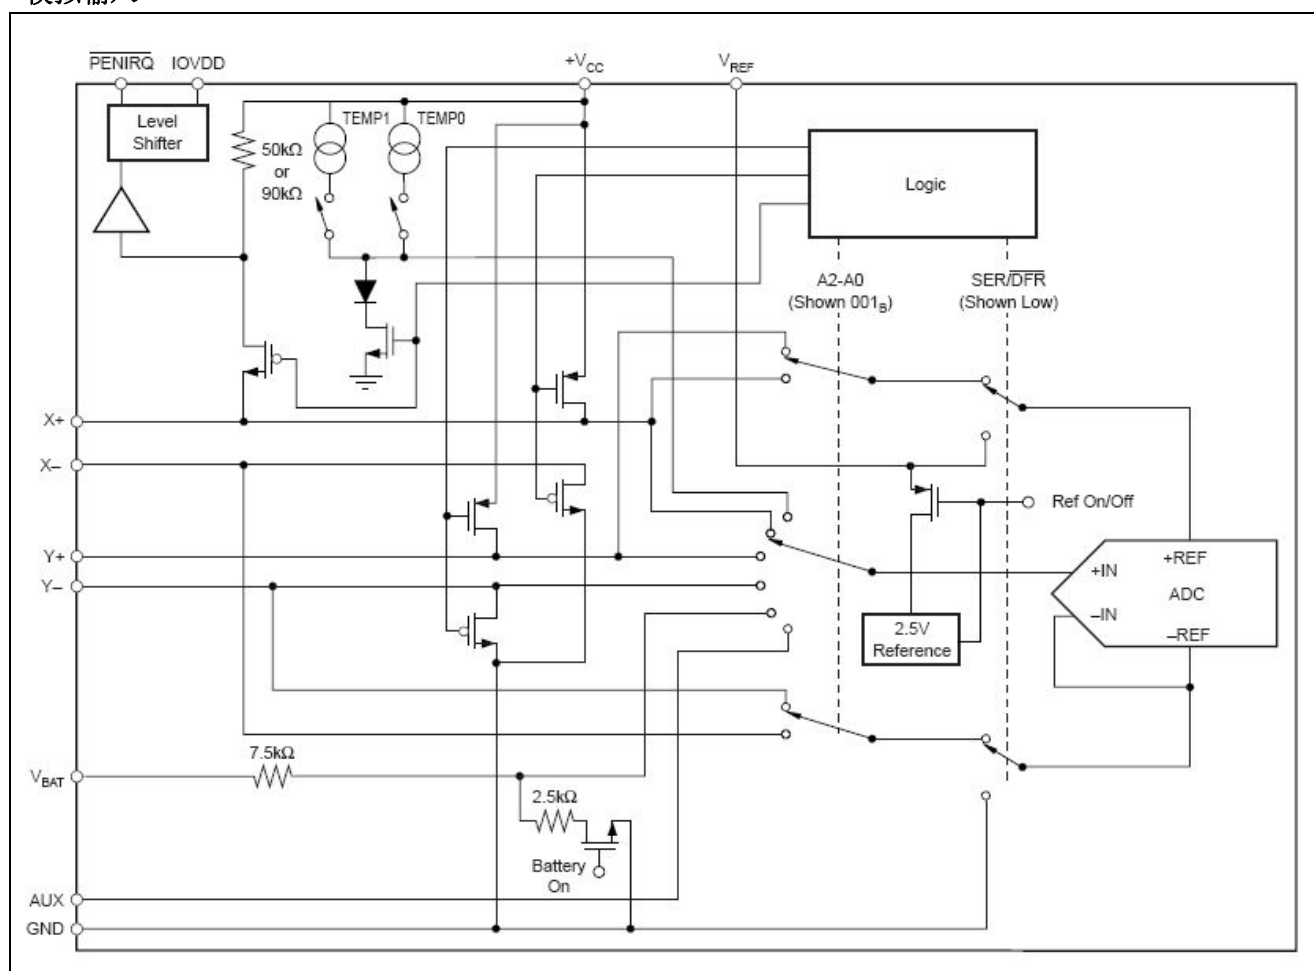 PENIRQ IOVDD +VCC VREF
Level
Shifter
50kΩ
or
90kΩ
TEMP1 TEMP0
Logic
A2-A0
(Shown 001B)
SER/DFR
(Shown Low)
X+
X–
Y+
Y–
Ref On/Off
+REF
+IN
ADC
–IN
–REF
2.5V
Reference
7.5kΩ
VBAT
2.5kΩ
Battery
On
AUX
GND